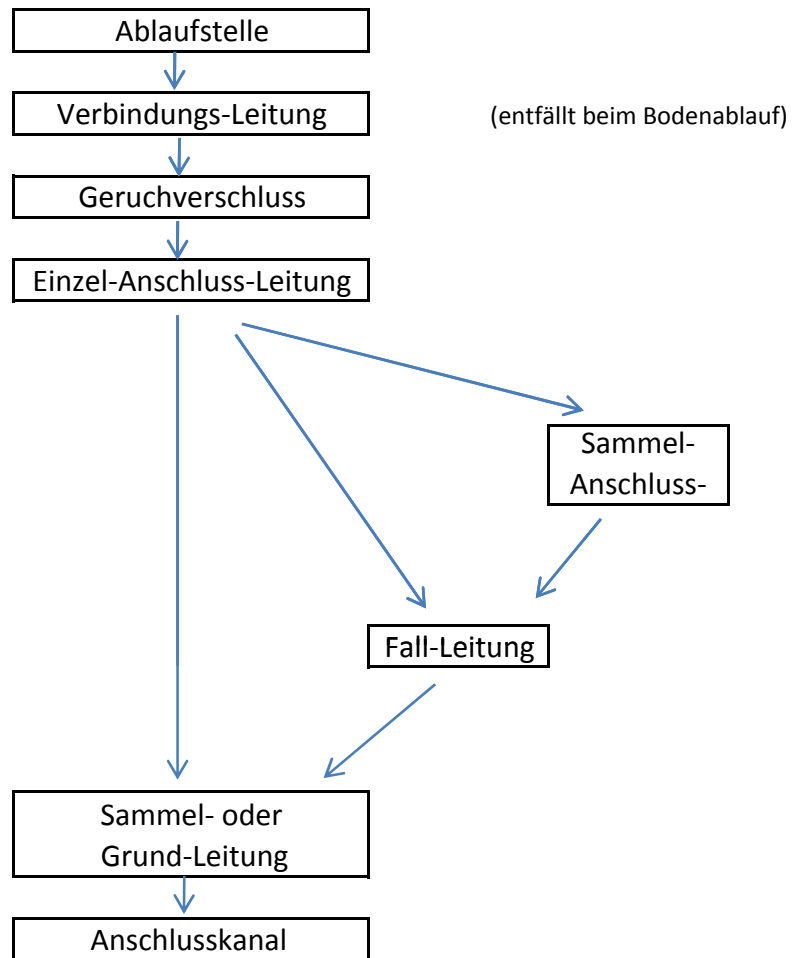 Ablaufstelle
Verbindungs-Leitung
(entfällt beim Bodenablauf)
Geruchverschluss
Einzel-Anschluss-Leitung
Sammel-
Anschluss-
Fall-Leitung
Sammel- oder
Grund-Leitung
Anschlusskanal